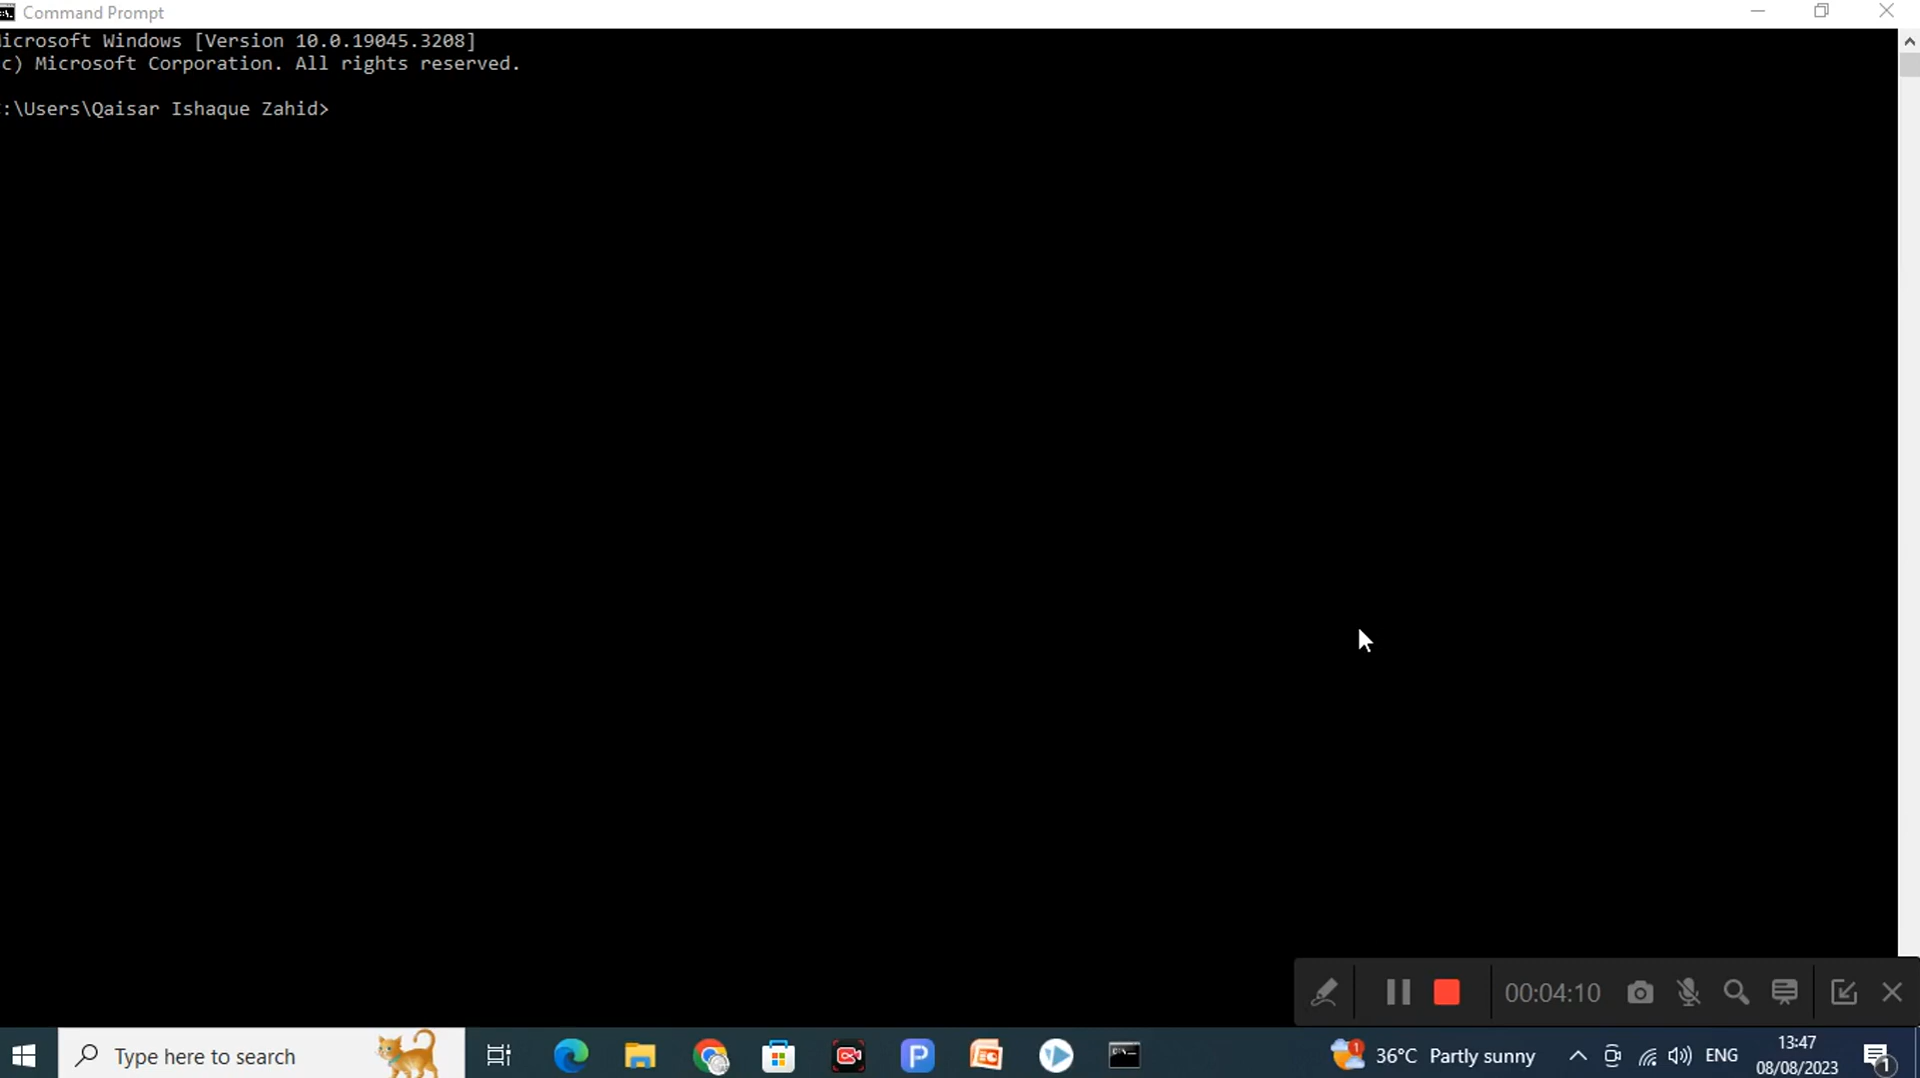 Command Prompt
icrosoft Windows [Version 10.0.19045.3208]
c) Microsoft Corporation. All rights reserved.
:\Users\Qaisar Ishaque Zahid>
00:04:10
Type here to search
36°C Partly sunny
ENG
13:47
08/08/2023
1